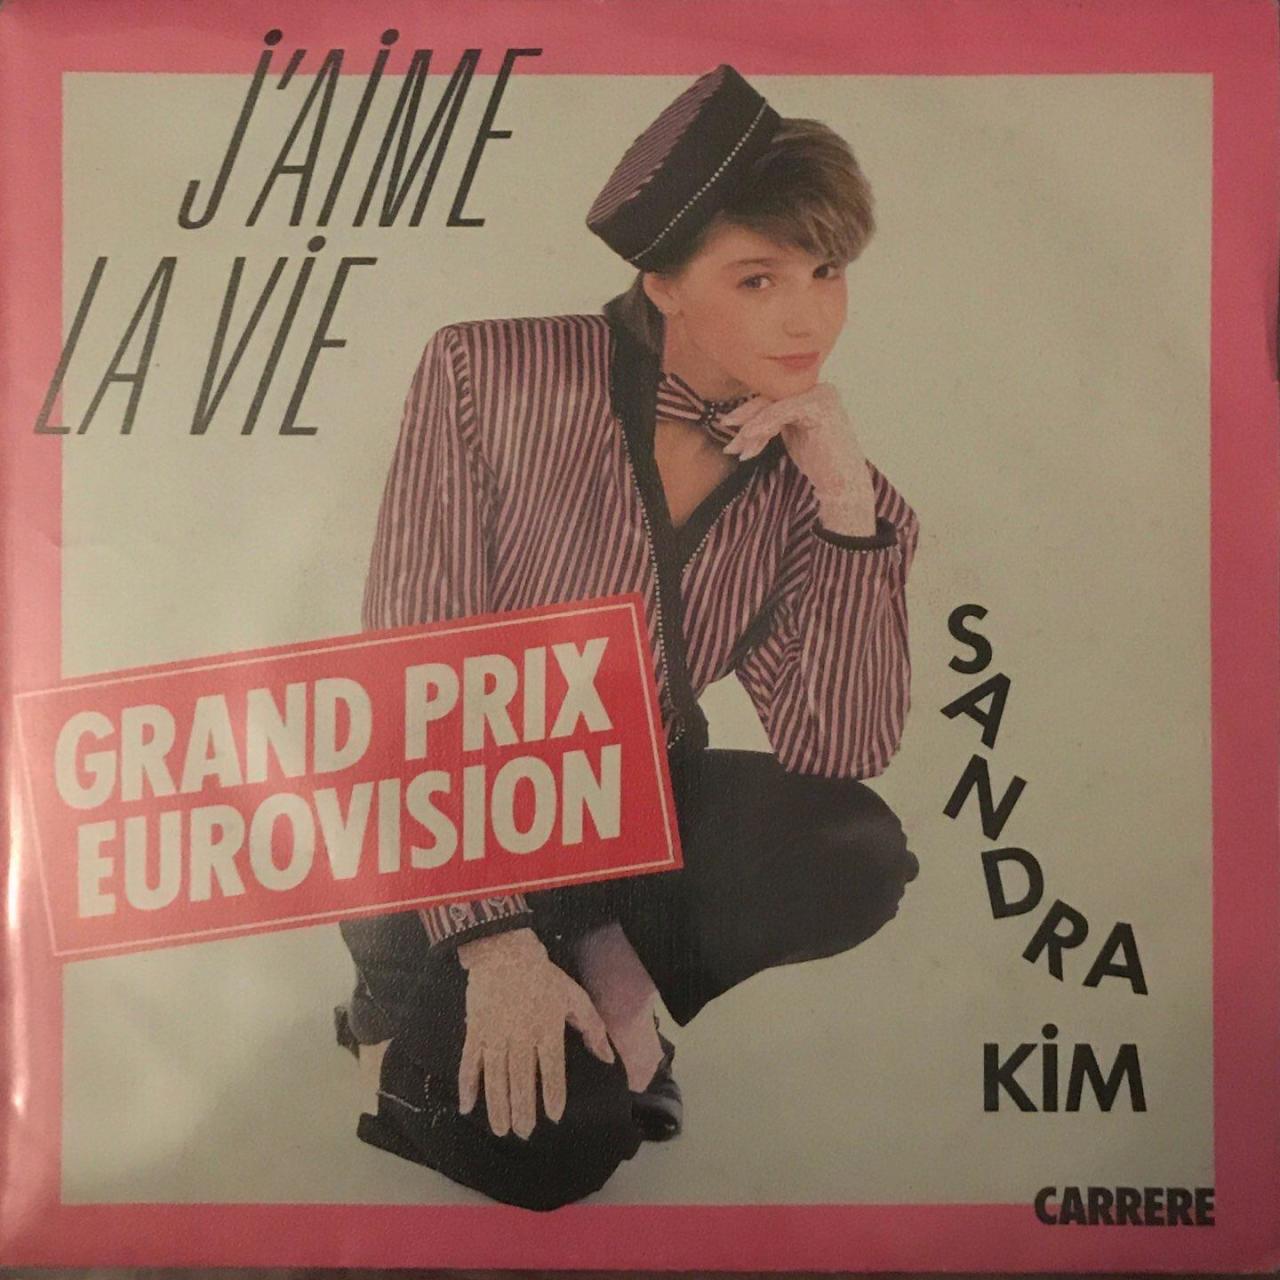 J'AiME
LA ViE
GRAND PRIX
EUROVISION
SANDRA
KiM
CARRERE